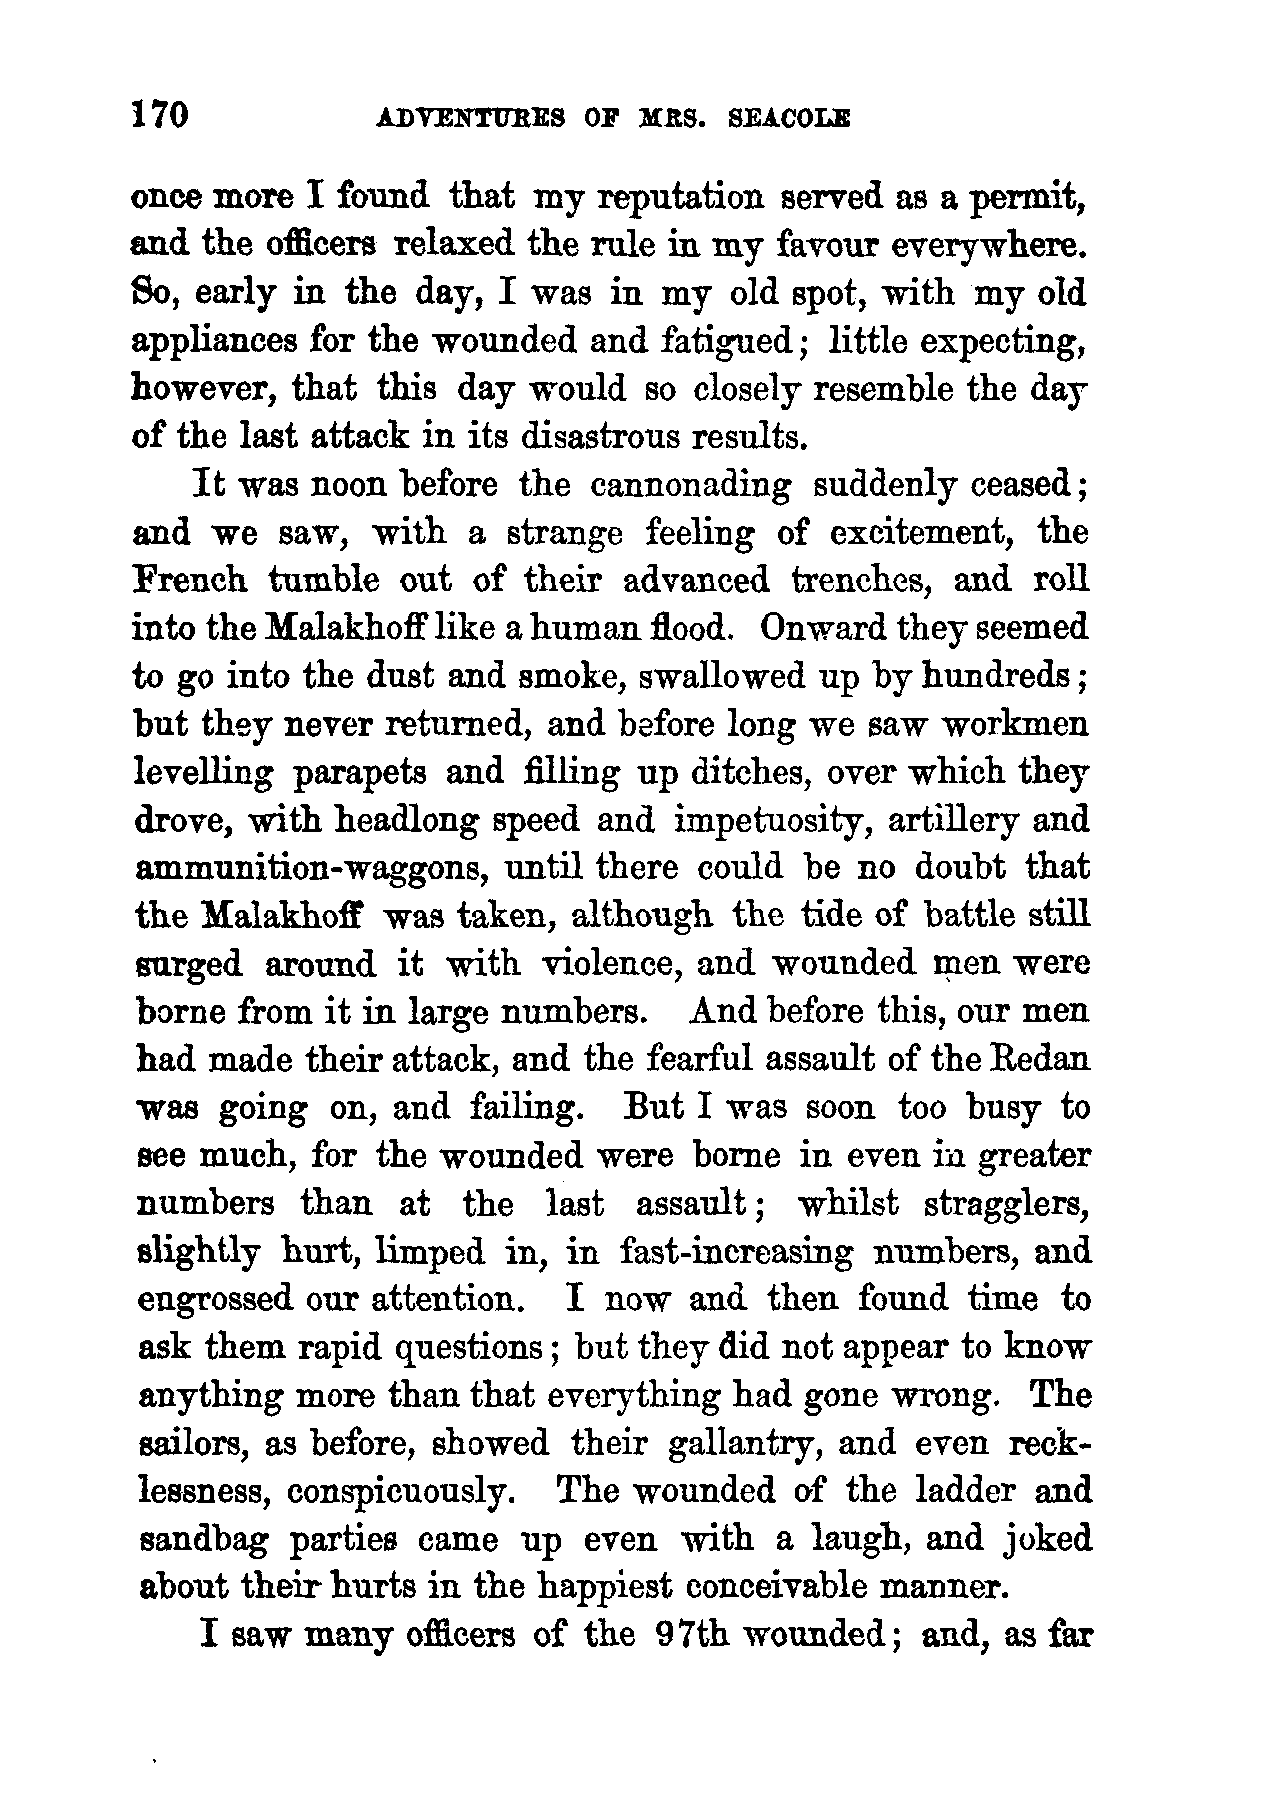 170 ADVENTURES OF MRS. SEACOLE
once more I found that my reputation served as a permit,
and the officers relaxed the rule in my favour everywhere.
So, early in the day, I was in my old spot, with my old
appliances for the wounded and fatigued; little expecting,
however, that this day would so closely resemble the day
of the last attack in its disastrous results.
It was noon before the cannonading suddenly ceased;
and we saw, with a strange feeling of excitement, the
French tumble out of their advanced trenches, and roll
into the Malakhoff like a human flood. Onward they seemed
to go into the dust and smoke, swallowed up by hundreds;
but they never returned, and before long we saw workmen
levelling parapets and filling up ditches, over which they
drove, with headlong speed and impetuosity, artillery and
ammunition-waggons, until there could be no doubt that
the Malakhoff was taken, although the tide of battle still
surged around it with violence, and wounded men were
borne from it in large numbers. And before this, our men
had made their attack, and the fearful assault of the Redan
was going on, and failing. But I was soon too busy to
see much, for the wounded were borne in even in greater
numbers than at the last assault; whilst stragglers,
slightly hurt, limped in, in fast-increasing numbers, and
engrossed our attention. I now and then found time to
ask them rapid questions; but they did not appear to know
anything more than that everything had gone wrong. The
sailors, as before, showed their gallantry, and even reck-
lessness, conspicuously. The wounded of the ladder and
sandbag parties came up even with a laugh, and joked
about their hurts in the happiest conceivable manner.
I saw many officers of the 97th wounded; and, as far